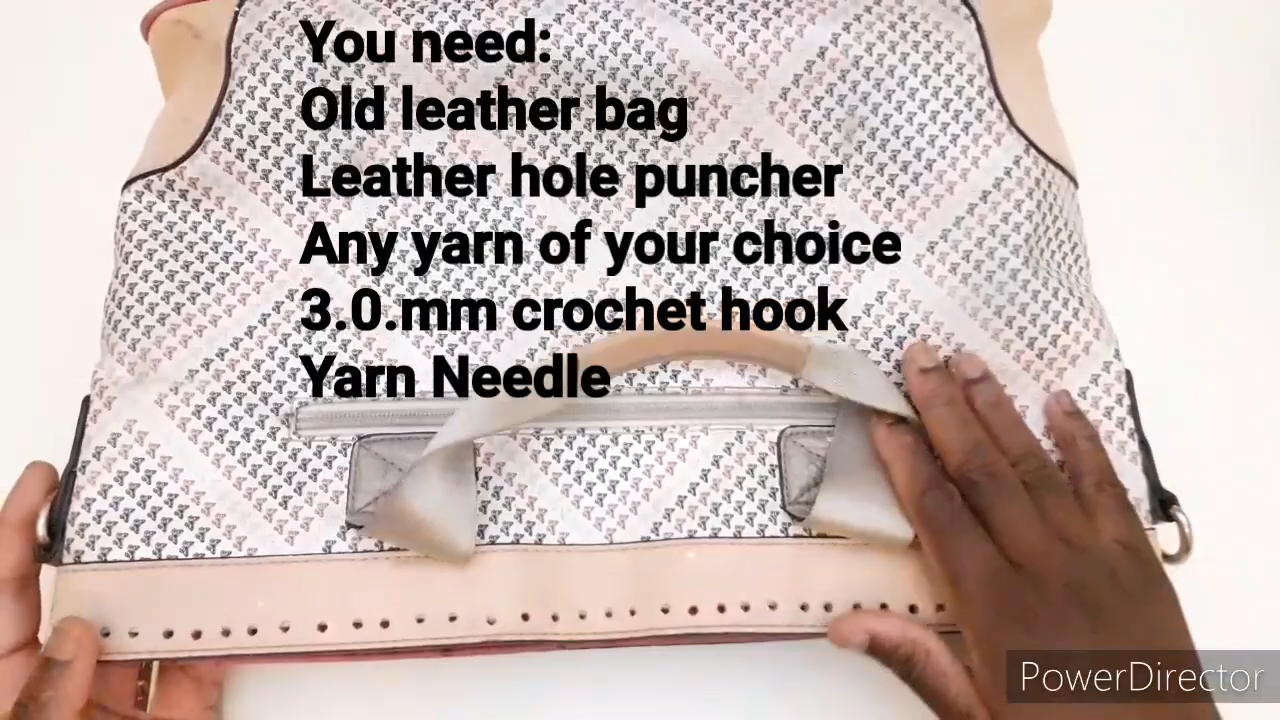 You need:
Old leather bag
Leather hole puncher
Any yarn of your choice
3.0.mm crochet hook
Yarn Needle
PowerDirector